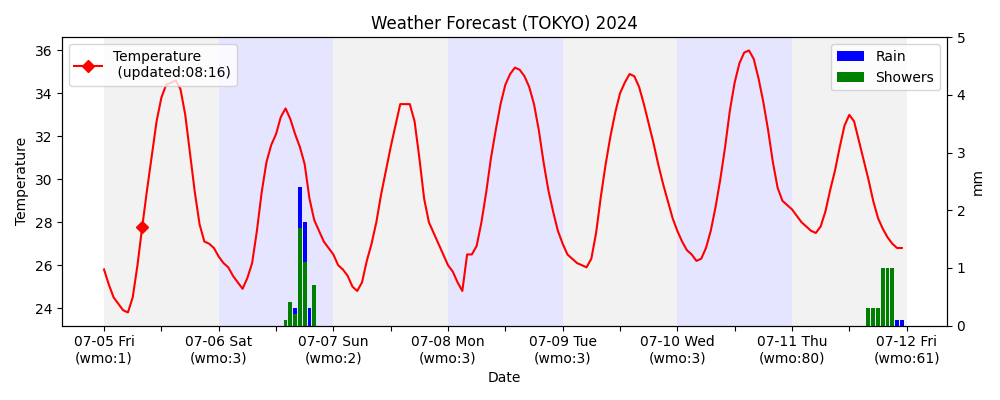 Weather Forecast (TOKYO) 2024
Temperature
(updated:08:16)
Rain
Showers
Temperature
36
34
32
30
28
26
24
5
4
3
2
1
0
mm
07-05 Fri
(wmo:1)
07-06 Sat
(wmo:3)
07-07 Sun
(wmo:2)
07-08 Mon
(wmo:3)
07-09 Tue
(wmo:3)
07-10 Wed
(wmo:3)
07-11 Thu
(wmo:80)
07-12 Fri
(wmo:61)
Date